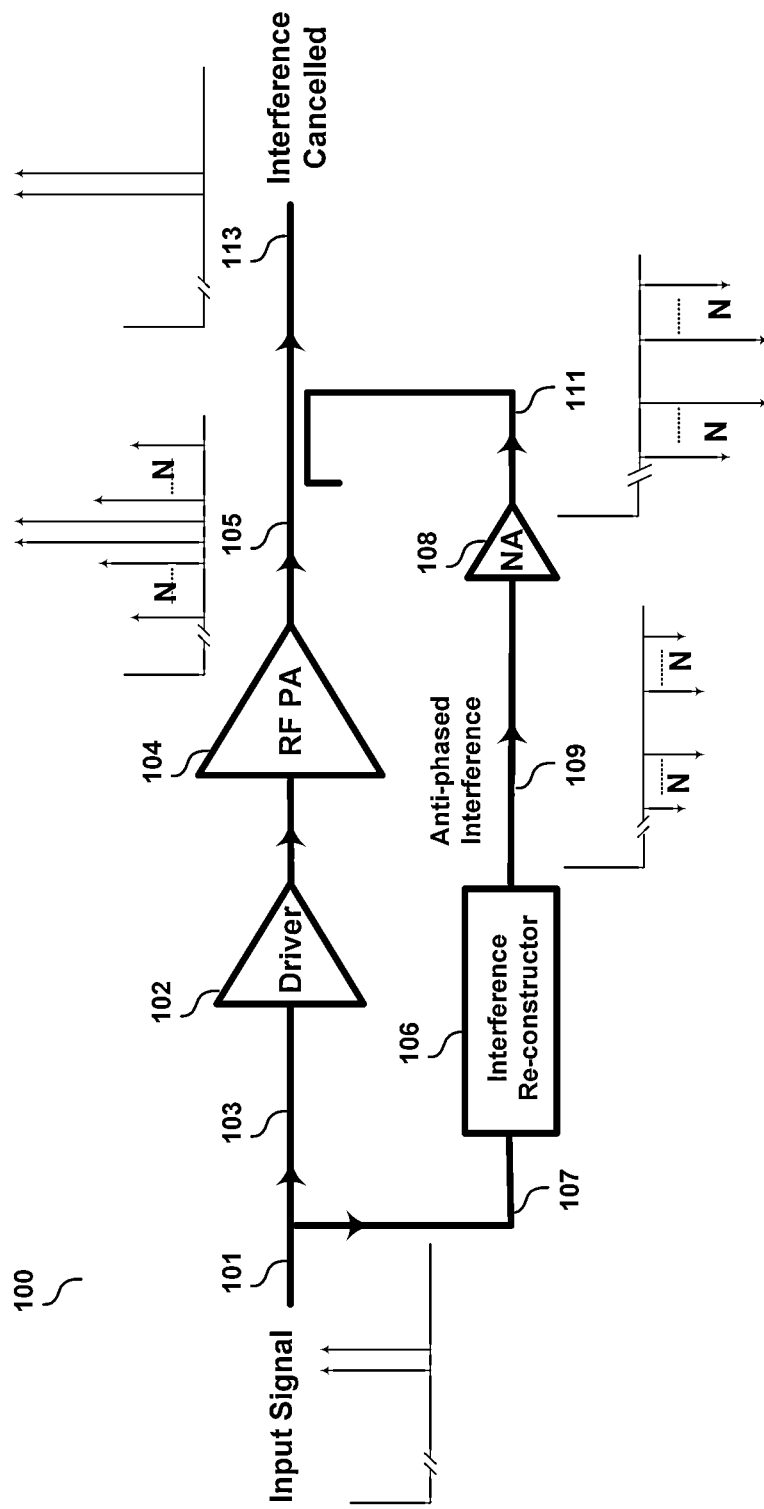 100
Input Signal
101
103
102
Driver
104
RF PA
105
N
N
113
Interference
Cancelled
107
106
Interference
Re-constructor
Anti-phased
Interference
109
N
N
108
NA
111
N
N